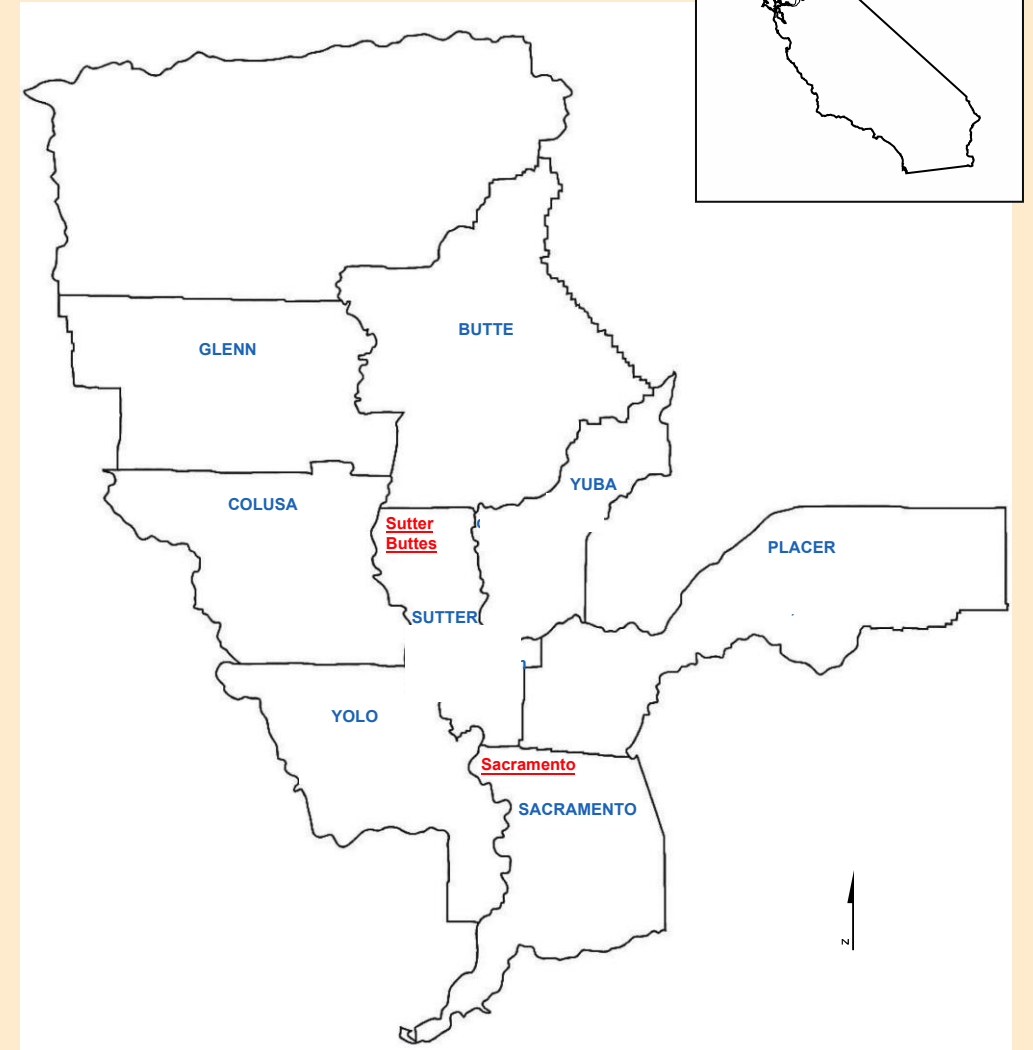 BUTTE
GLENN
YUBA
COLUSA
Sutter
Buttes
PLACER
SUTTER
YOLO
Sacramento
SACRAMENTO
N